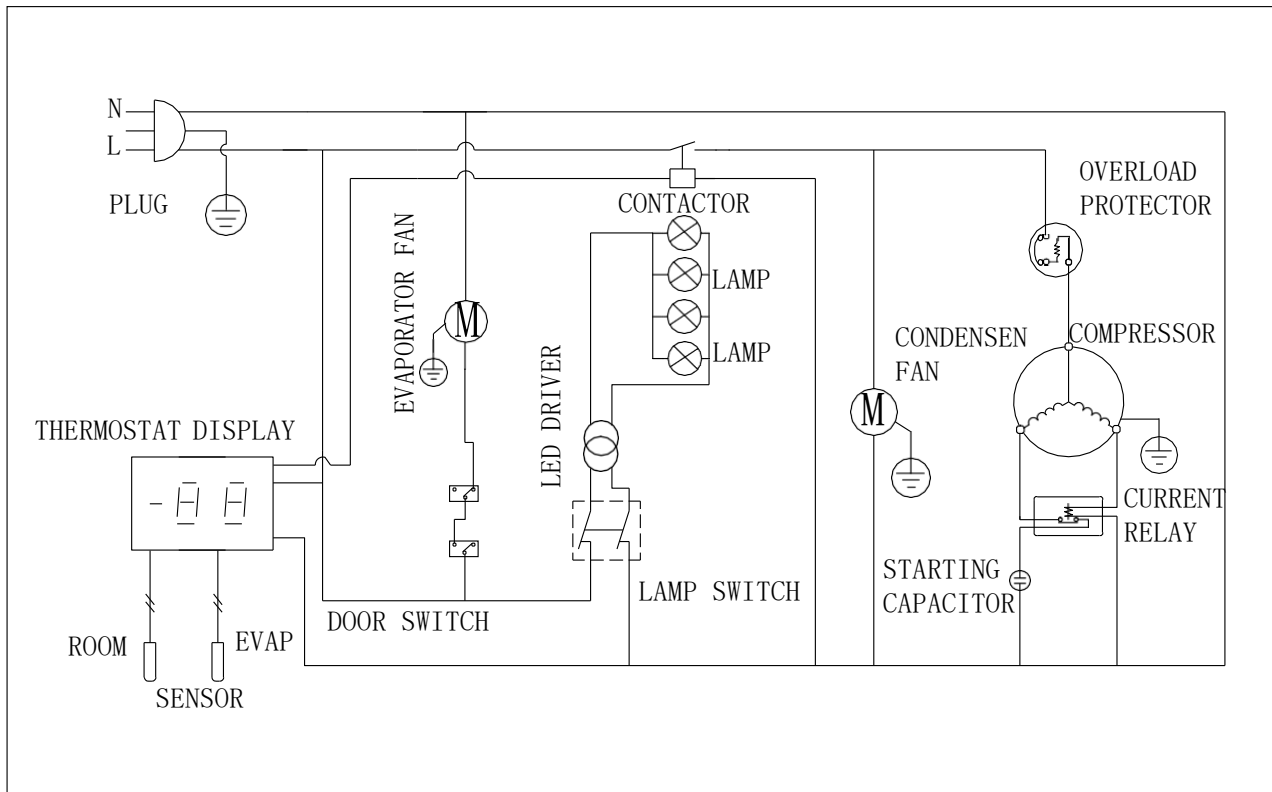 N
L
PLUG
OVERLOAD
PROTECTOR
CONTACTOR
EVAPORATOR FAN
M
LAMP
LAMP
CONDENSEN
FAN
COMPRESSOR
M
LED DRIVER
THERMOSTAT DISPLAY
-88
CURRENT
RELAY
STARTING
CAPACITOR
LAMP SWITCH
DOOR SWITCH
ROOM
EVAP
SENSOR